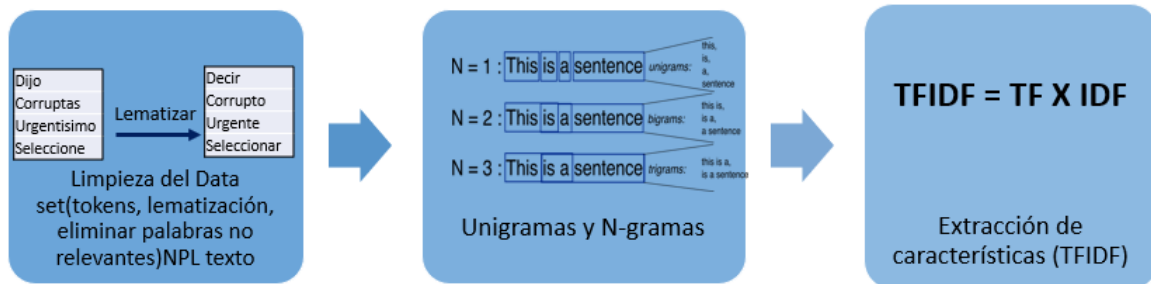 Dijo
Corruptas
Urgentisimo
Seleccione
Lematizar
Decir
Corrupto
Urgente
Seleccionar
Limpieza del Data
set(tokens, lematización,
eliminar palabras no
relevantes)NPL texto
N = 1 : This is a sentence unigrams:
this,
is,
a,
sentence
N = 2 : This is a sentence bigrams:
this is,
is a,
a sentence
N = 3 : This is a sentence trigrams:
this is a,
is a sentence
Unigramas y N-gramas
TFIDF = TF X IDF
Extracción de
características (TFIDF)